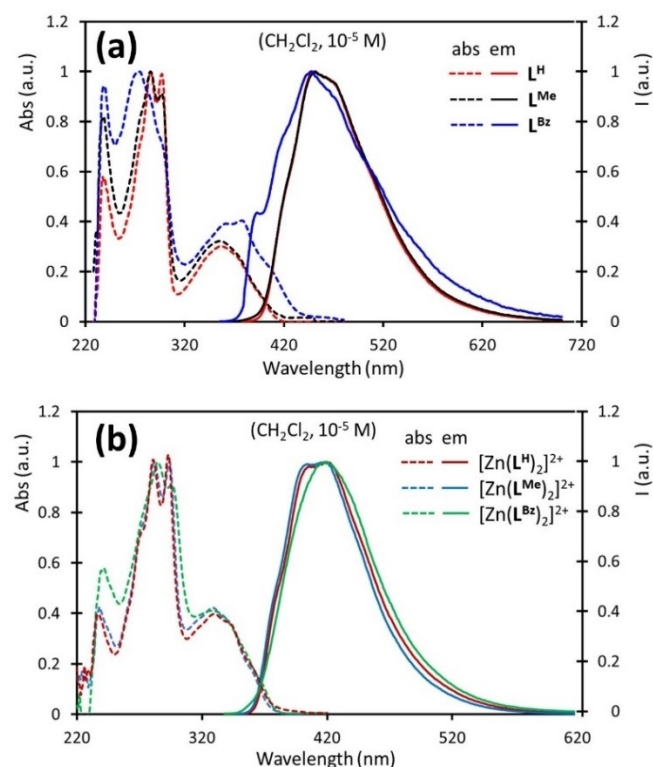 (a)
(CH₂Cl₂, 10⁻⁵ M)
abs em
Lᴴ
Lᴹᵉ
Lᴮᶻ
Abs (a.u.)
1.2
1
0.8
0.6
0.4
0.2
0
I (a.u.)
1.2
1
0.8
0.6
0.4
0.2
0
220 320 420 520 620 720
Wavelength (nm)
(b)
(CH₂Cl₂, 10⁻⁵ M)
abs em
[Zn(Lᴴ)₂]²⁺
[Zn(Lᴹᵉ)₂]²⁺
[Zn(Lᴮᶻ)₂]²⁺
Abs (a.u.)
1.2
1
0.8
0.6
0.4
0.2
0
I (a.u.)
1.2
1
0.8
0.6
0.4
0.2
0
220 320 420 520 620
Wavelength (nm)